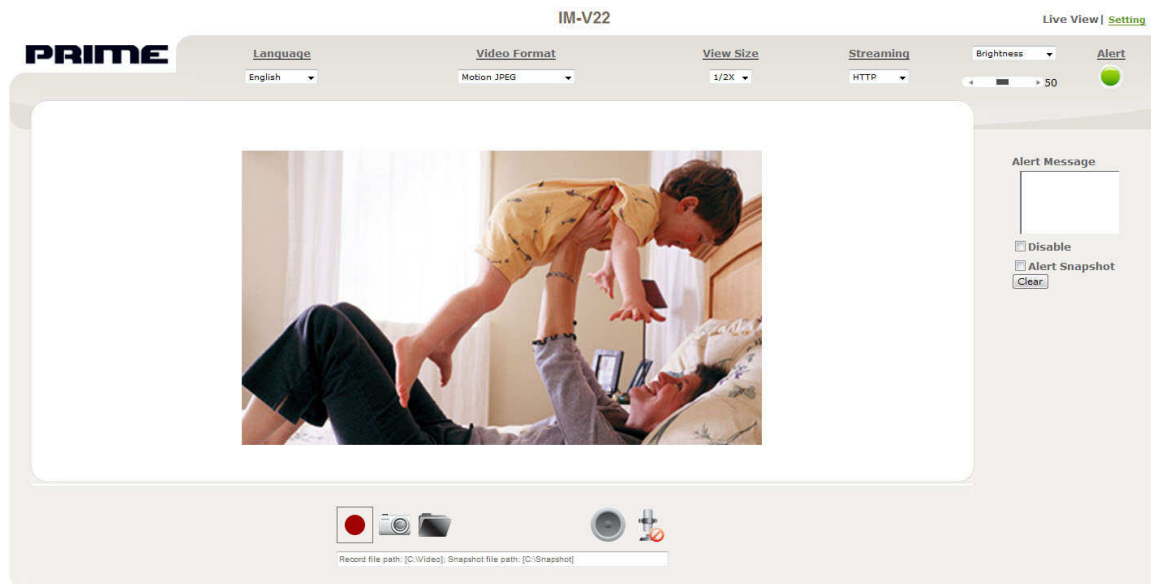 IM-V22
Live View| Setting
PRIME
Language
Video Format
View Size
Streaming
Brightness
Alert
English
Motion JPEG
1/2X
HTTP
50
Alert Message
Disable
Alert Snapshot
Clear
Record file path: [C:\Video]; Snapshot file path: [C:\Snapshot]